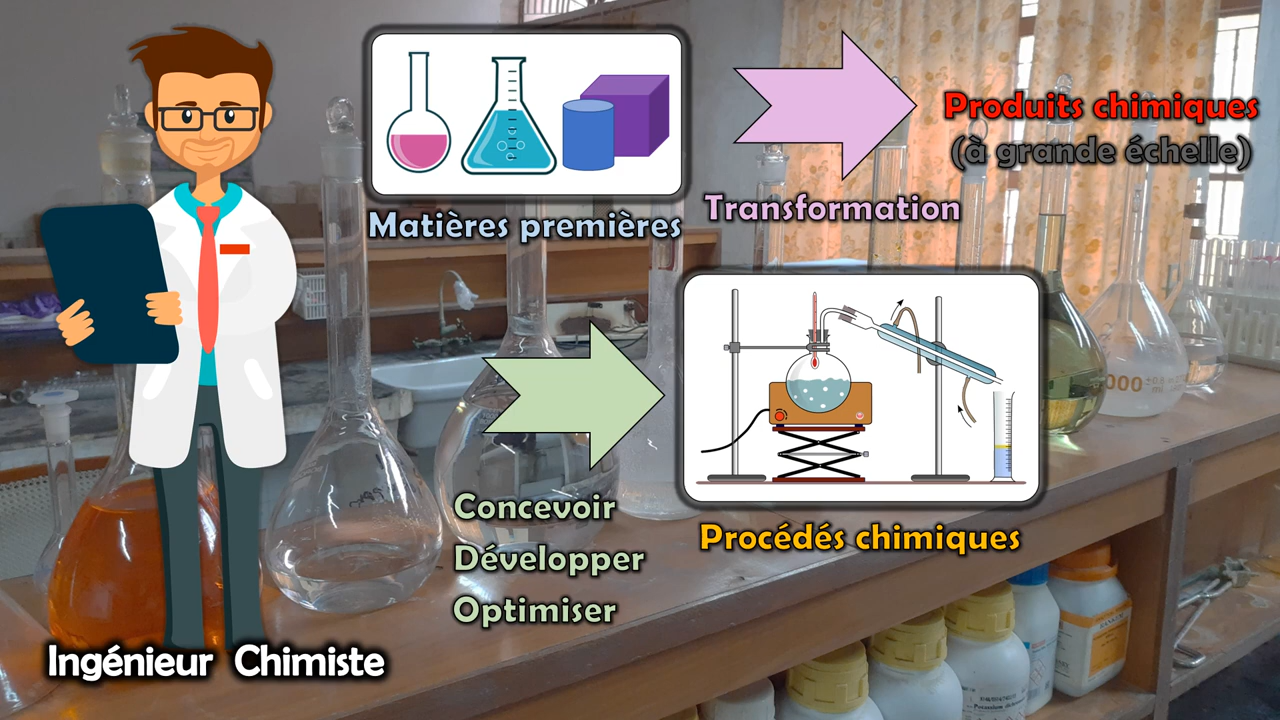 Matières premières
Transformation
Produits chimiques
(à grande échelle)
Concevoir
Développer
Optimiser
Procédés chimiques
Ingénieur Chimiste